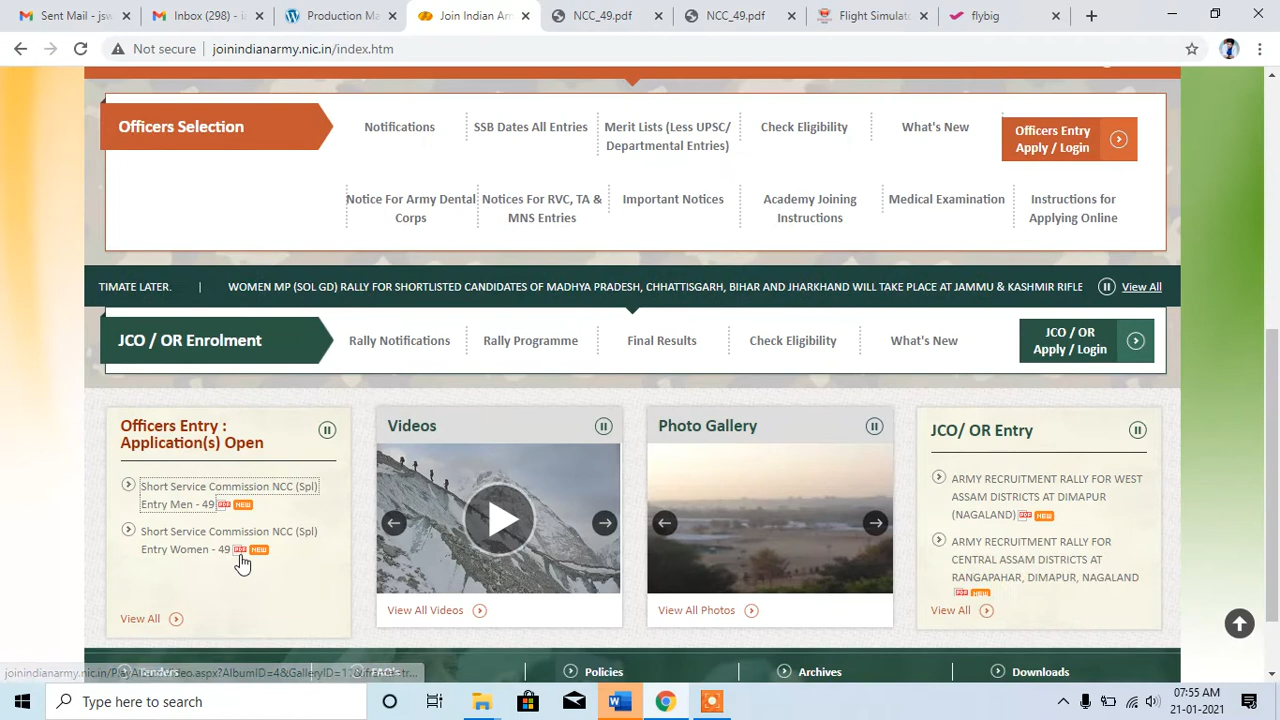 Sent Mail - jsw
Inbox (298) - i
Production Ma
Join Indian Arm
NCC_49.pdf
NCC_49.pdf
Flight Simulat
flybig
Not secure
joinindianarmy.nic.in/index.htm
Officers Selection
Notifications
SSB Dates All Entries
Merit Lists (Less UPSC/
Departmental Entries)
Check Eligibility
What's New
Officers Entry
Apply / Login
Notice For Army Dental
Corps
Notices For RVC, TA &
MNS Entries
Important Notices
Academy Joining
Instructions
Medical Examination
Instructions for
Applying Online
TIMATE LATER. | WOMEN MP (SOL GD) RALLY FOR SHORTLISTED CANDIDATES OF MADHYA PRADESH, CHHATTISGARH, BIHAR AND JHARKHAND WILL TAKE PLACE AT JAMMU & KASHMIR RIFLE
View All
JCO / OR Enrolment
Rally Notifications
Rally Programme
Final Results
Check Eligibility
What's New
JCO / OR
Apply / Login
Officers Entry :
Application(s) Open
Short Service Commission NCC (Spl)
Entry Men - 49 PDF NEW
Short Service Commission NCC (Spl)
Entry Women - 49 PDF NEW
View All
Videos
View All Videos
Photo Gallery
View All Photos
JCO/ OR Entry
ARMY RECRUITMENT RALLY FOR WEST
ASSAM DISTRICTS AT DIMAPUR
(NAGALAND) PDF NEW
ARMY RECRUITMENT RALLY FOR
CENTRAL ASSAM DISTRICTS AT
RANGAPAHAR, DIMAPUR, NAGALAND
PDF NEW
View All
Policies
Archives
Downloads
Type here to search
07:55 AM
21-01-2021